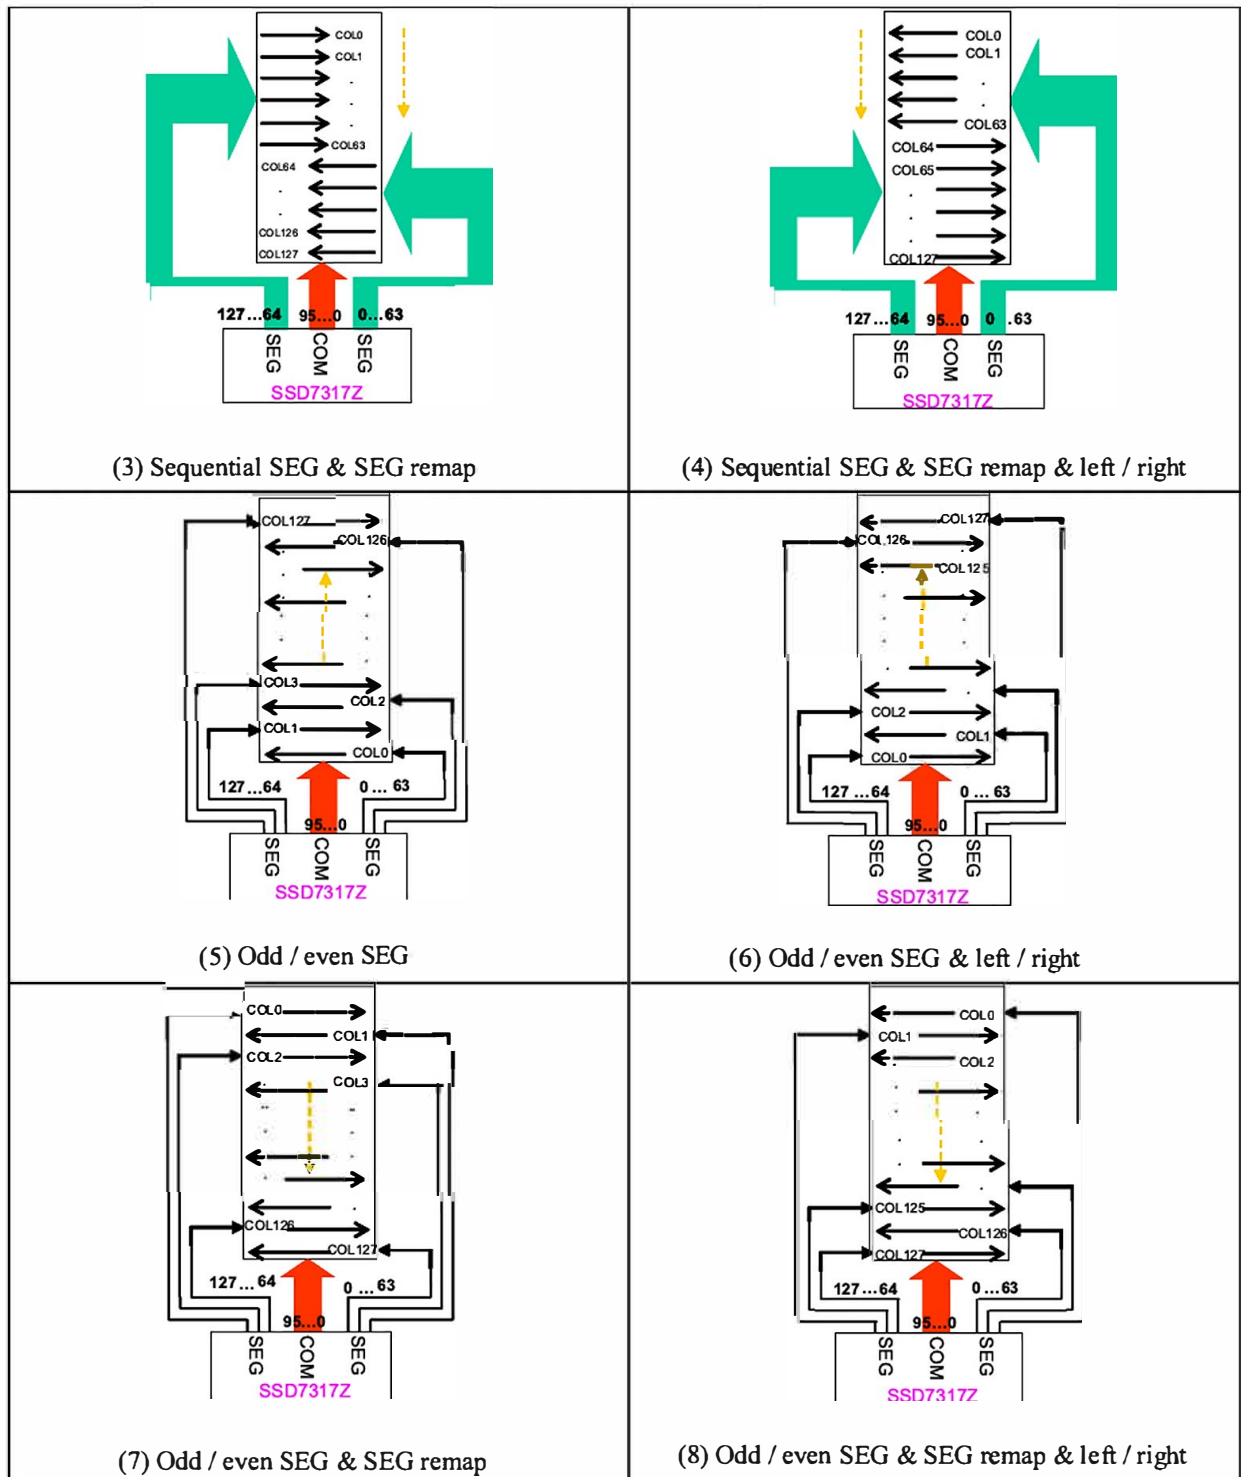 COL0
COL1
COL63
COL64
COL126
COL127
127...64 95...0 0...63
SEG COM SEG
SSD7317Z
(3) Sequential SEG & SEG remap
COL0
COL1
COL63
COL64
COL65
COL127
127...64 95...0 0 .63
SEG COM SEG
SSD7317Z
(4) Sequential SEG & SEG remap & left / right
COL127
COL126
COL3
COL2
COL1
COL0
127...64 0...63
95...0
SEG COM SEG
SSD7317Z
(5) Odd / even SEG
COL127
COL126
COL125
COL2
COL1
COL0
127...64 0...63
95...0
SEG COM SEG
SSD7317Z
(6) Odd / even SEG & left / right
COL0
COL1
COL2
COL3
COL126
COL127
127...64 0...63
95...0
SEG COM SEG
SSD7317Z
(7) Odd / even SEG & SEG remap
COL0
COL1
COL2
COL125
COL126
COL127
127...64 0...63
95...0
SEG COM SEG
SSD7317Z
(8) Odd / even SEG & SEG remap & left / right